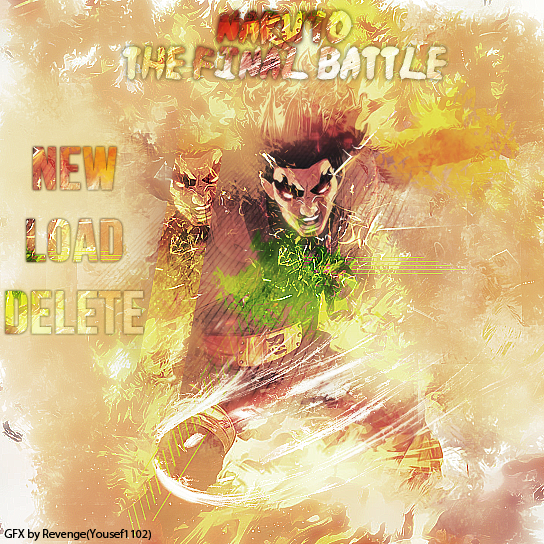 NARUTO
THE FINAL BATTLE
NEW
LOAD
DELETE
GFX by Revenge(Yousef1102)